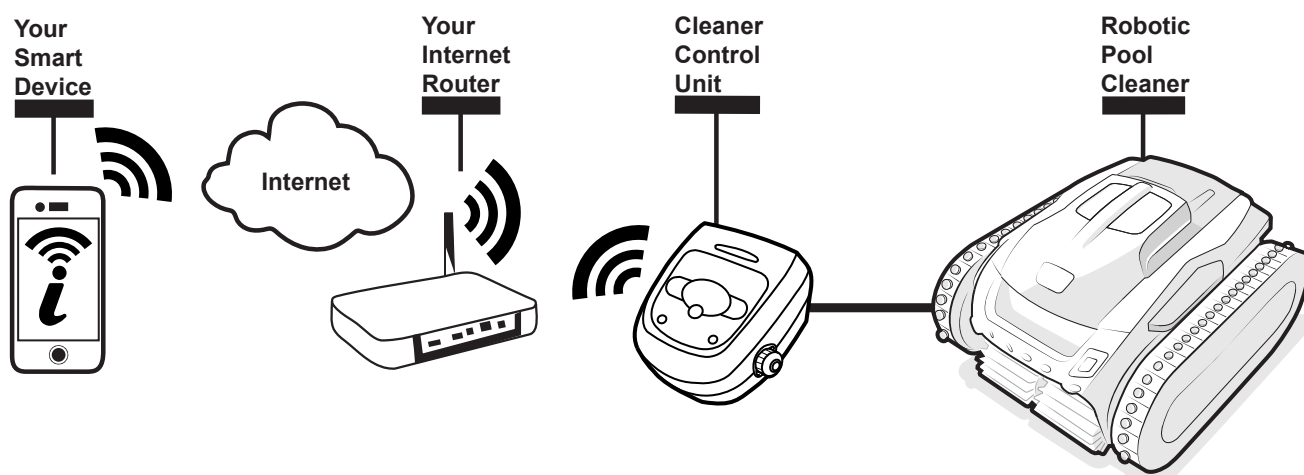 Your
Smart
Device
Your
Internet
Router
Cleaner
Control
Unit
Robotic
Pool
Cleaner
Internet
i